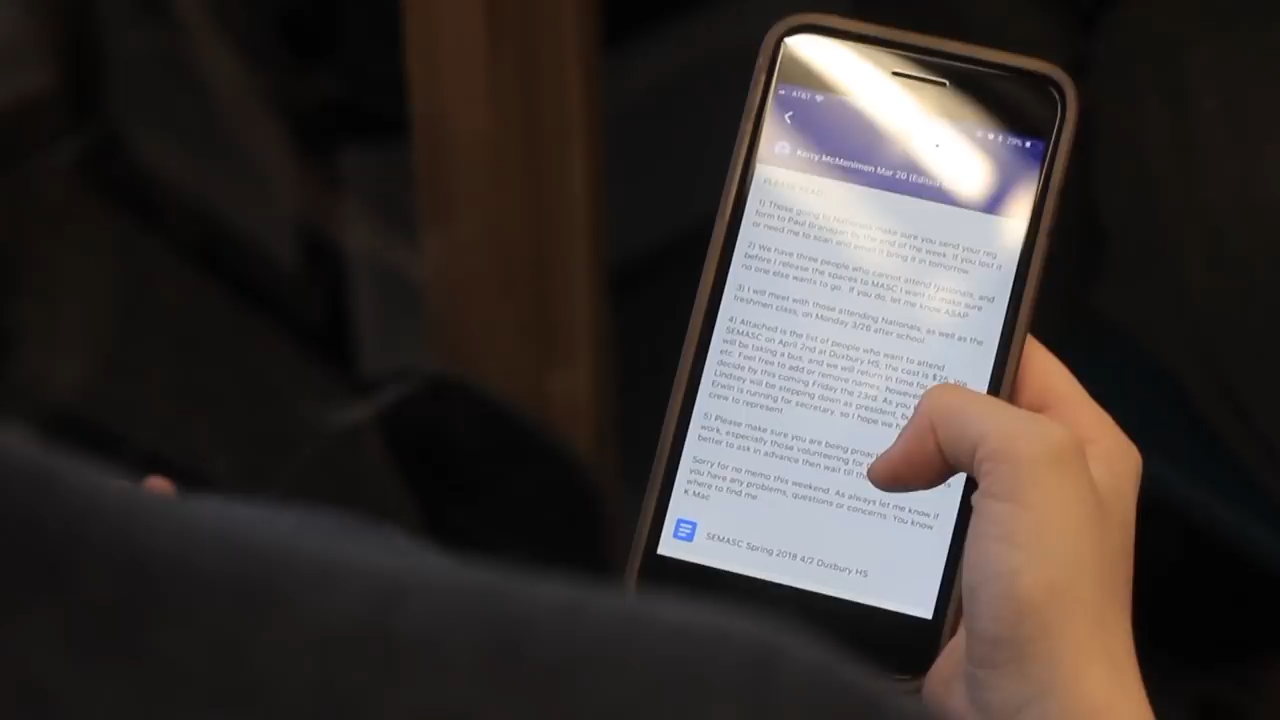 AT&T 29%
Kerry McMenimen Mar 20 (Edited
PLEASE READ
1) Those going to Nationals make sure you send your reg
form to Paul Branagan by the end of the week. If you lost it
or need me to scan and email it bring it in tomorrow.
2) We have three people who cannot attend Nationals, and
before I release the spaces to MASC I want to make sure
no one else wants to go. If you do, let me know ASAP
3) I will meet with those attending Nationals, as well as the
freshmen class, on Monday 3/26 after school
4) Attached is the list of people who want to attend
SEMASC on April 2nd at Duxbury HS, the cost is $25. We
will be taking a bus, and we will return in time for
etc. Feel free to add or remove names, however
decide by this coming Friday the 23rd. As you
Lindsey will be stepping down as president, bu
Erwin is running for secretary, so I hope we h
crew to represent.
5) Please make sure you are being proac
work, especially those volunteering for is
better to ask in advance then wait till th
Sorry for no memo this weekend. As always let me know if
you have any problems, questions or concerns. You know
where to find me...
K Mac
SEMASC Spring 2018 4/2 Duxbury HS